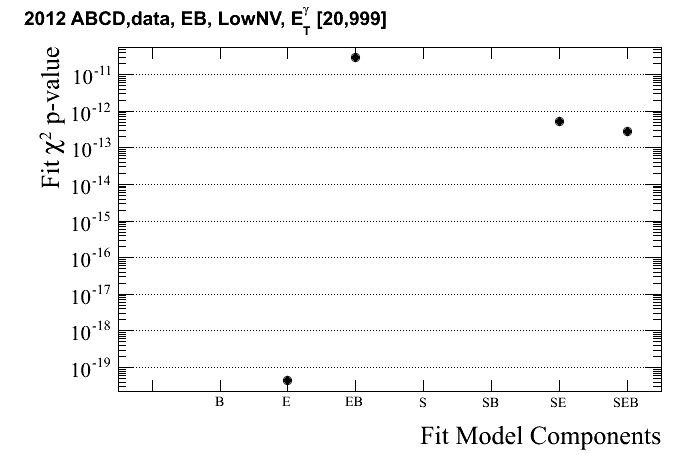 2012 ABCD,data, EB, LowNV, E_T^γ [20,999]
Fit χ² p-value
10⁻¹¹
10⁻¹²
10⁻¹³
10⁻¹⁴
10⁻¹⁵
10⁻¹⁶
10⁻¹⁷
10⁻¹⁸
10⁻¹⁹
B E EB S SB SE SEB
Fit Model Components